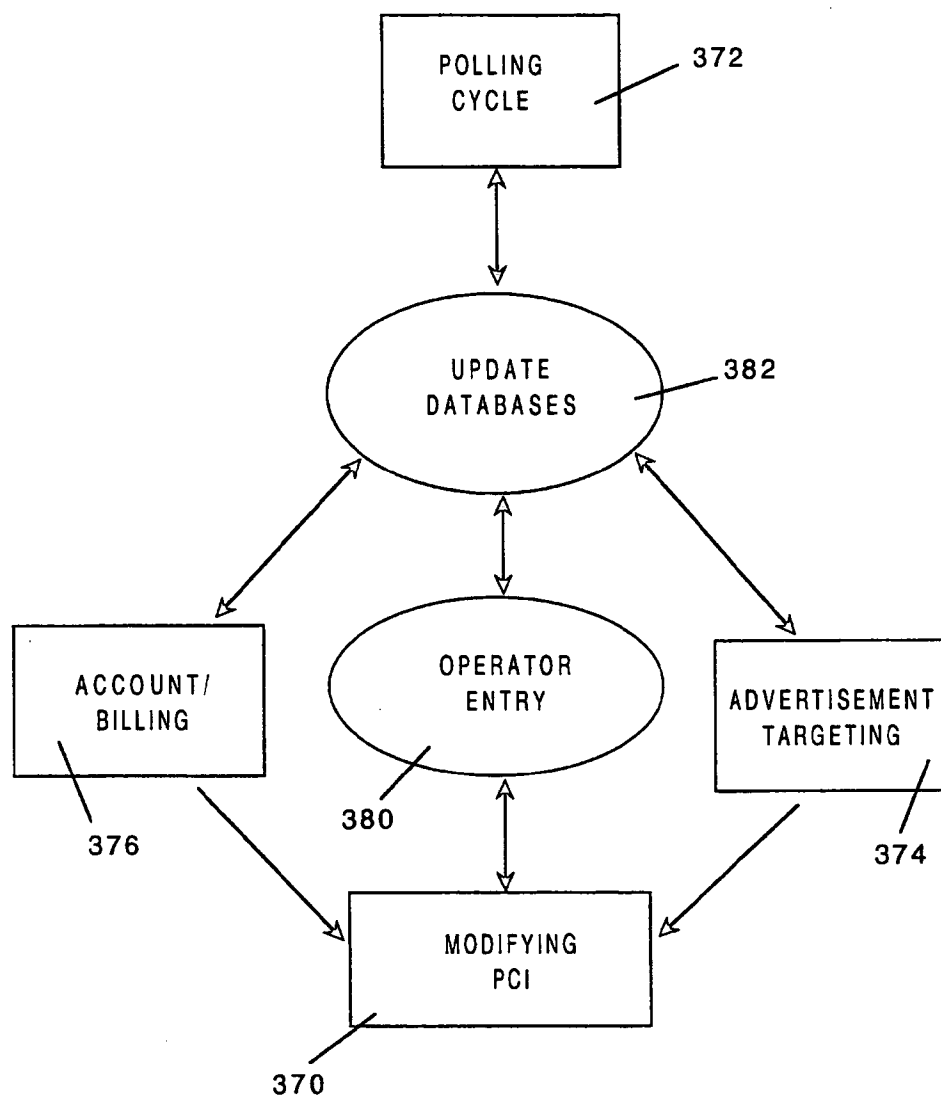 POLLING
CYCLE
372
UPDATE
DATABASES
382
ACCOUNT/
BILLING
376
OPERATOR
ENTRY
380
ADVERTISEMENT
TARGETING
374
MODIFYING
PCI
370